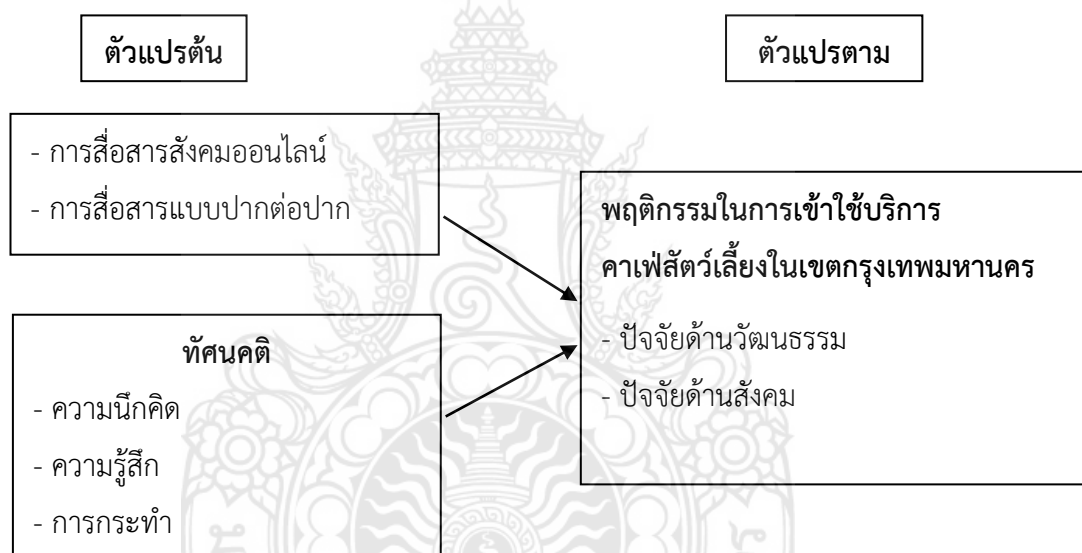 ตัวแปรต้น
ตัวแปรตาม
- การสื่อสารสังคมออนไลน์
- การสื่อสารแบบปากต่อปาก
พฤติกรรมในการเข้าใช้บริการ
คาเฟ่สัตว์เลี้ยงในเขตกรุงเทพมหานคร
- ปัจจัยด้านวัฒนธรรม
- ปัจจัยด้านสังคม
ทัศนคติ
- ความนึกคิด
- ความรู้สึก
- การกระทำ